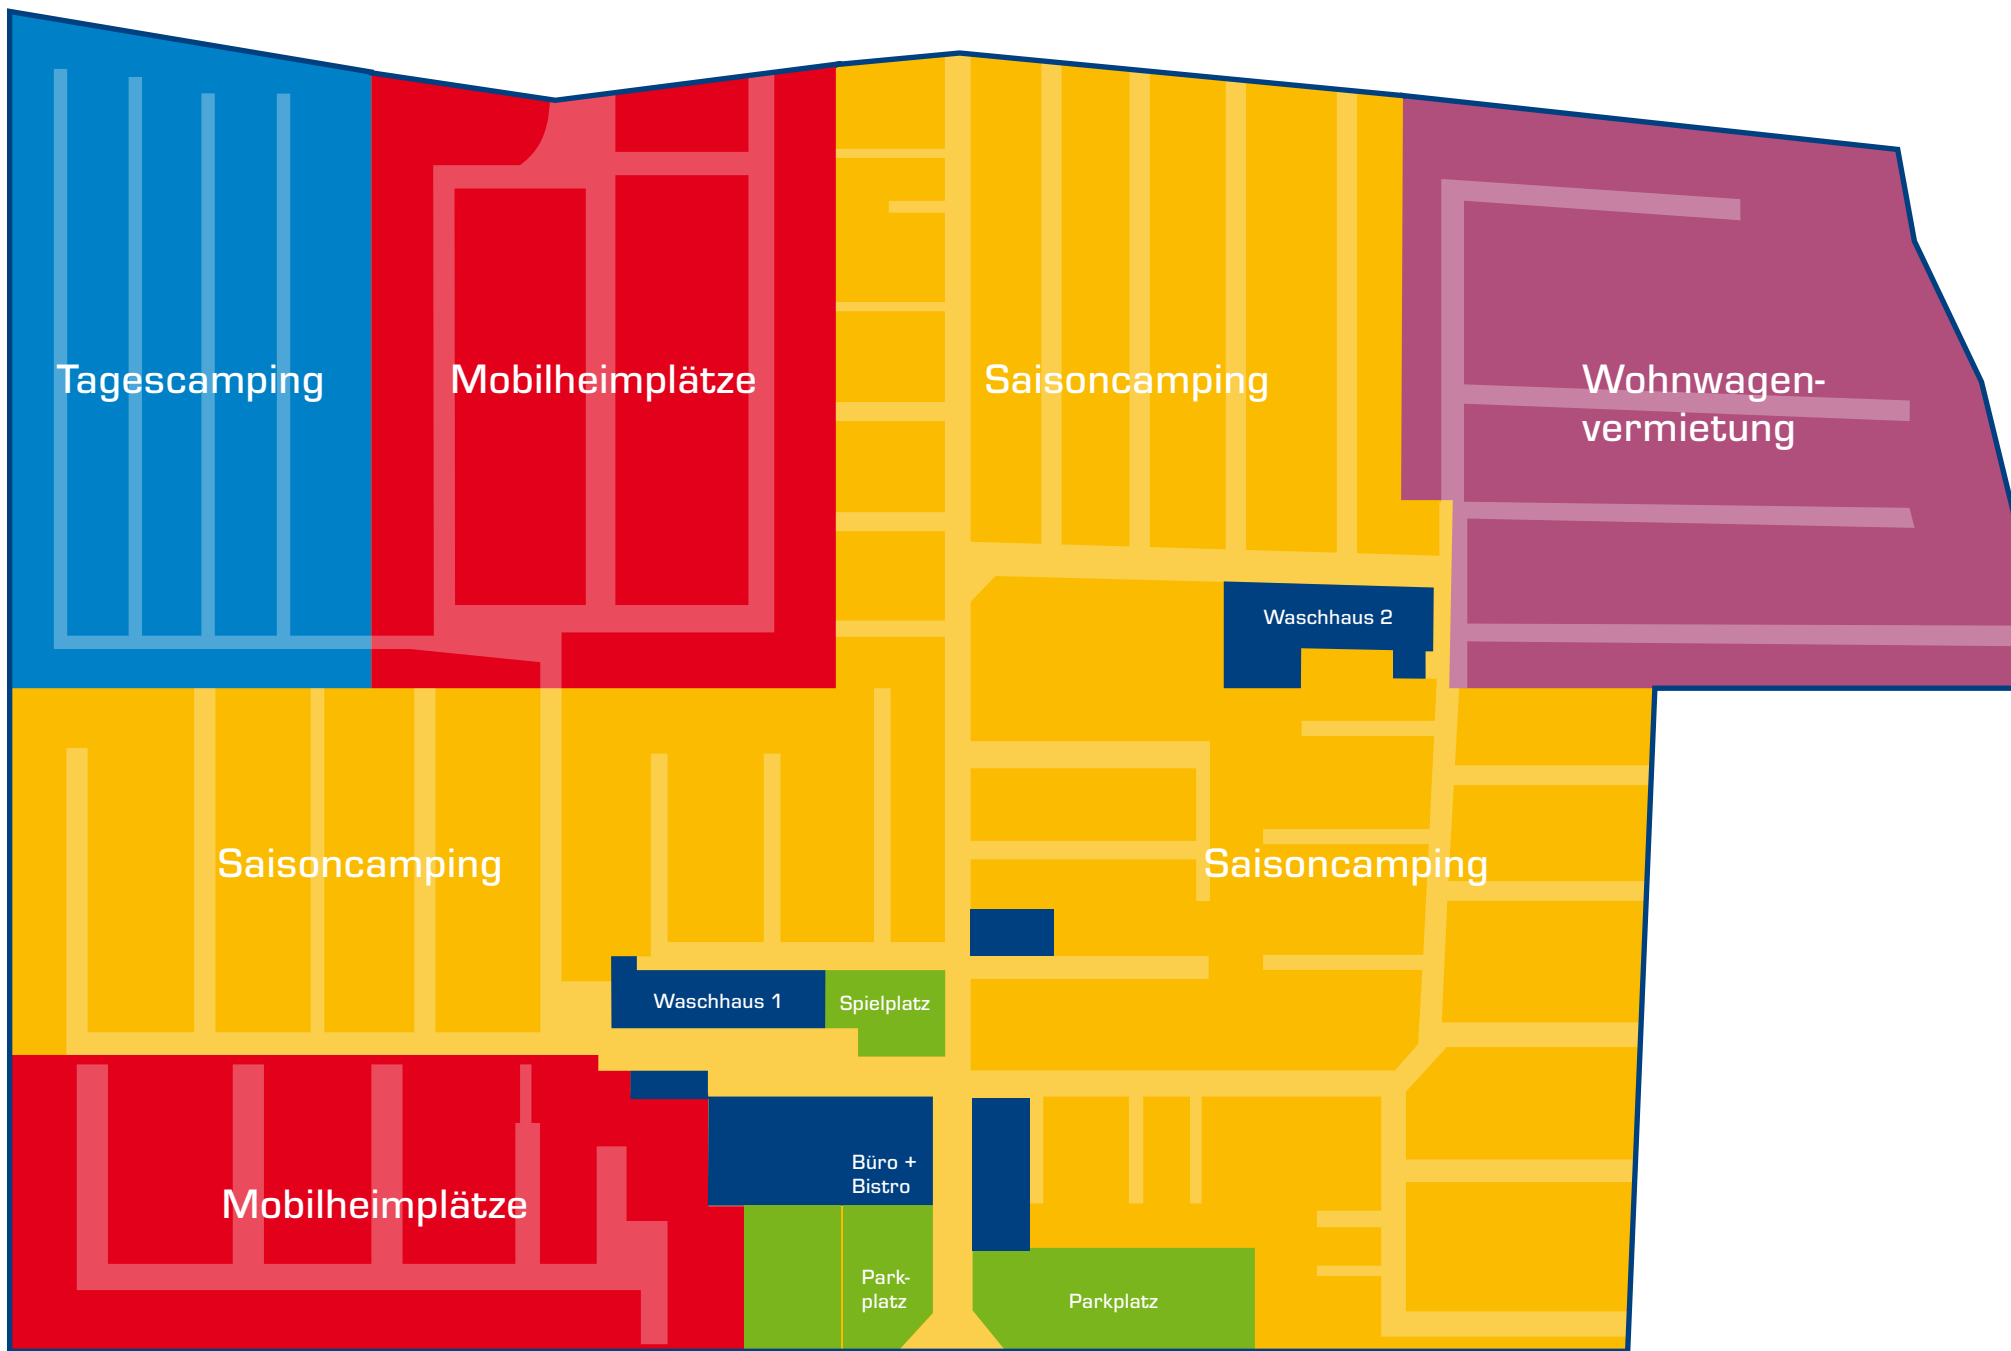 Tagescamping
Mobilheimplätze
Saisoncamping
Wohnwagen-
vermietung
Waschhaus 2
Saisoncamping
Saisoncamping
Waschhaus 1
Spielplatz
Büro +
Bistro
Mobilheimplätze
Park-
platz
Parkplatz